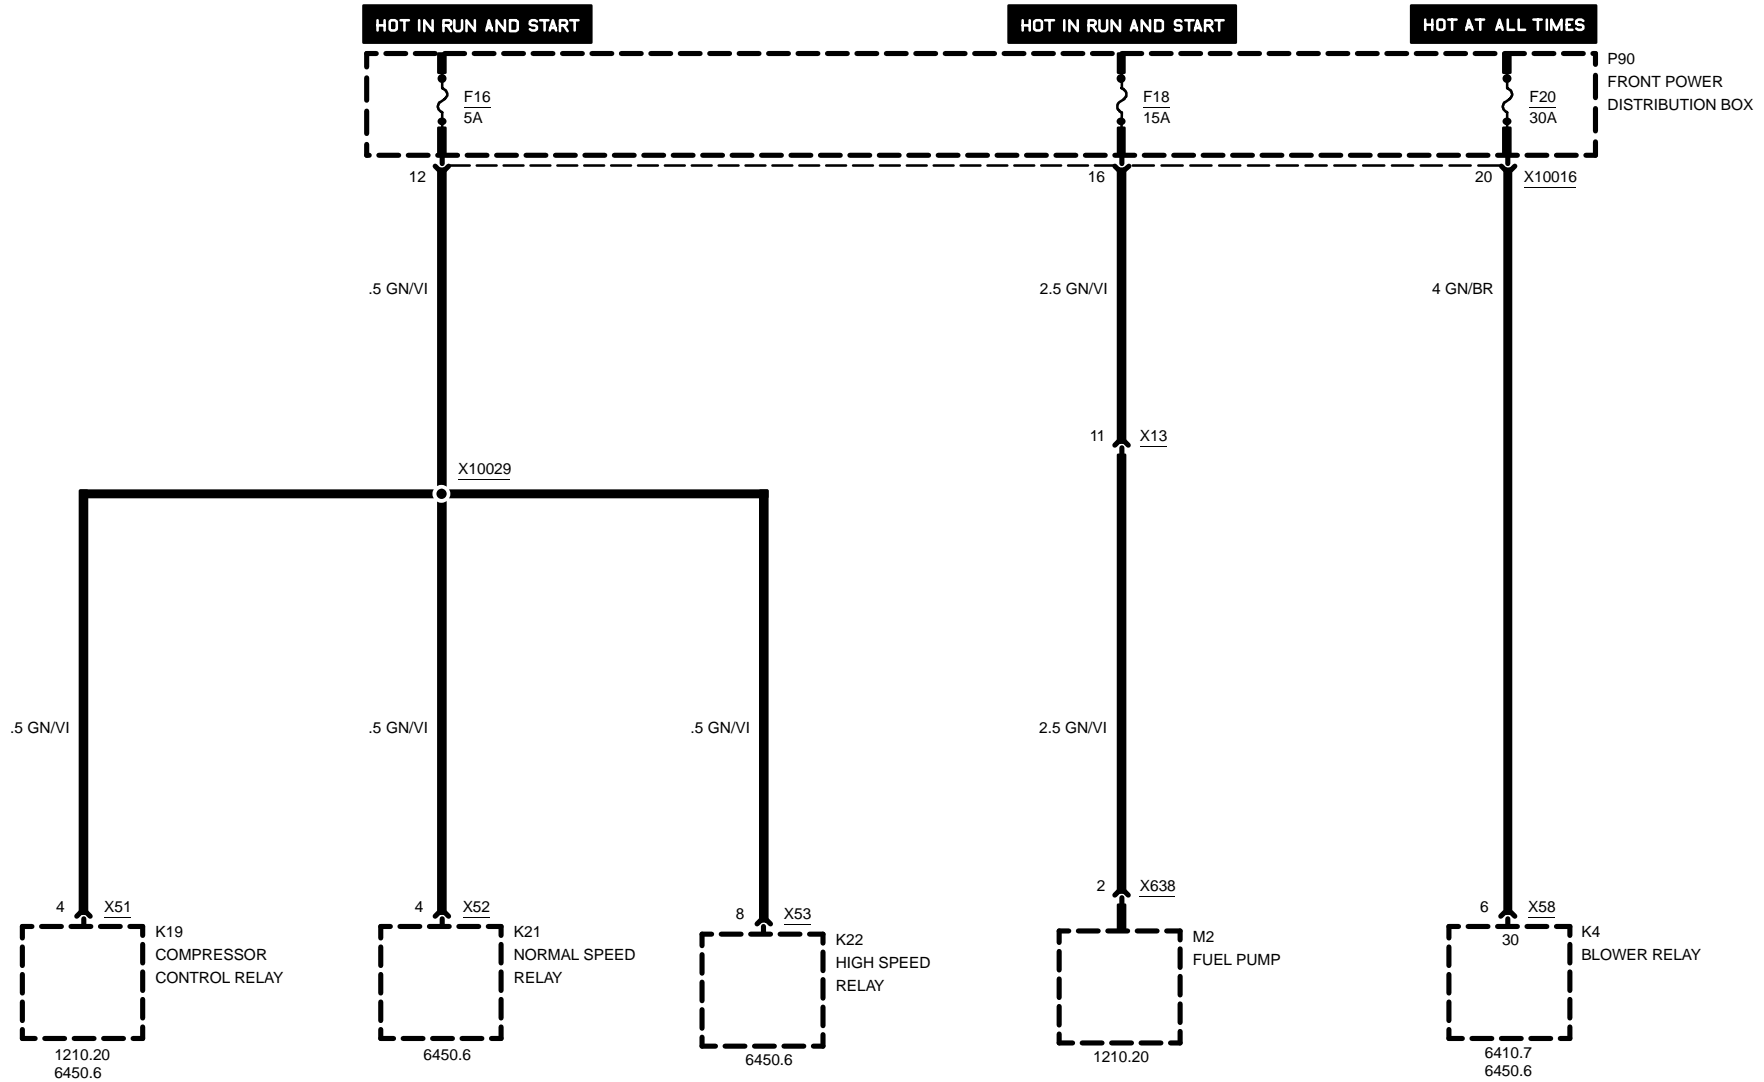 HOT IN RUN AND START
HOT IN RUN AND START
HOT AT ALL TIMES
P90
FRONT POWER
DISTRIBUTION BOX
F16
5A
F18
15A
F20
30A
12
16
20
X10016
.5 GN/VI
2.5 GN/VI
4 GN/BR
11
X13
X10029
.5 GN/VI
.5 GN/VI
.5 GN/VI
2.5 GN/VI
4
X51
4
X52
8
X53
2
X638
6
X58
K19
COMPRESSOR
CONTROL RELAY
1210.20
6450.6
K21
NORMAL SPEED
RELAY
6450.6
K22
HIGH SPEED
RELAY
6450.6
M2
FUEL PUMP
1210.20
30
K4
BLOWER RELAY
6410.7
6450.6